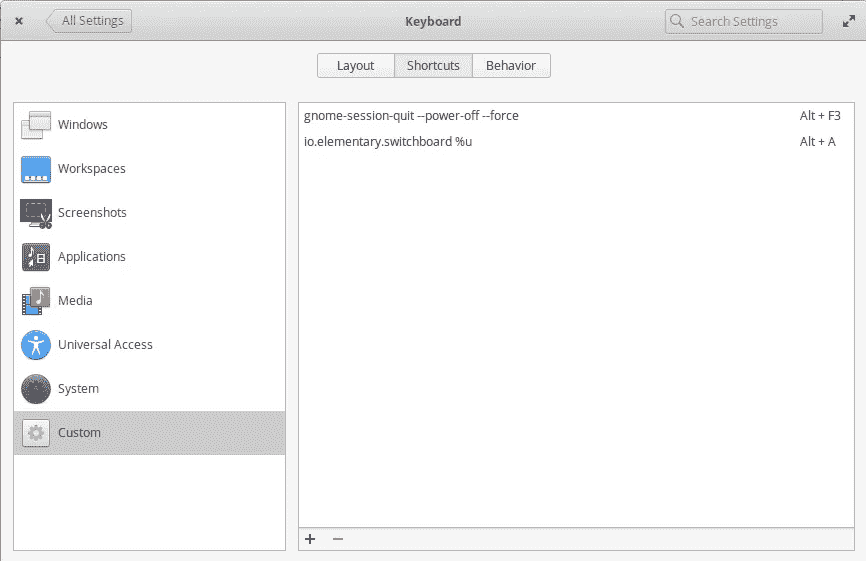 All Settings
Keyboard
Search Settings
Layout
Shortcuts
Behavior
Windows
Workspaces
Screenshots
Applications
Media
Universal Access
System
Custom
gnome-session-quit --power-off --force Alt + F3
io.elementary.switchboard %u Alt + A